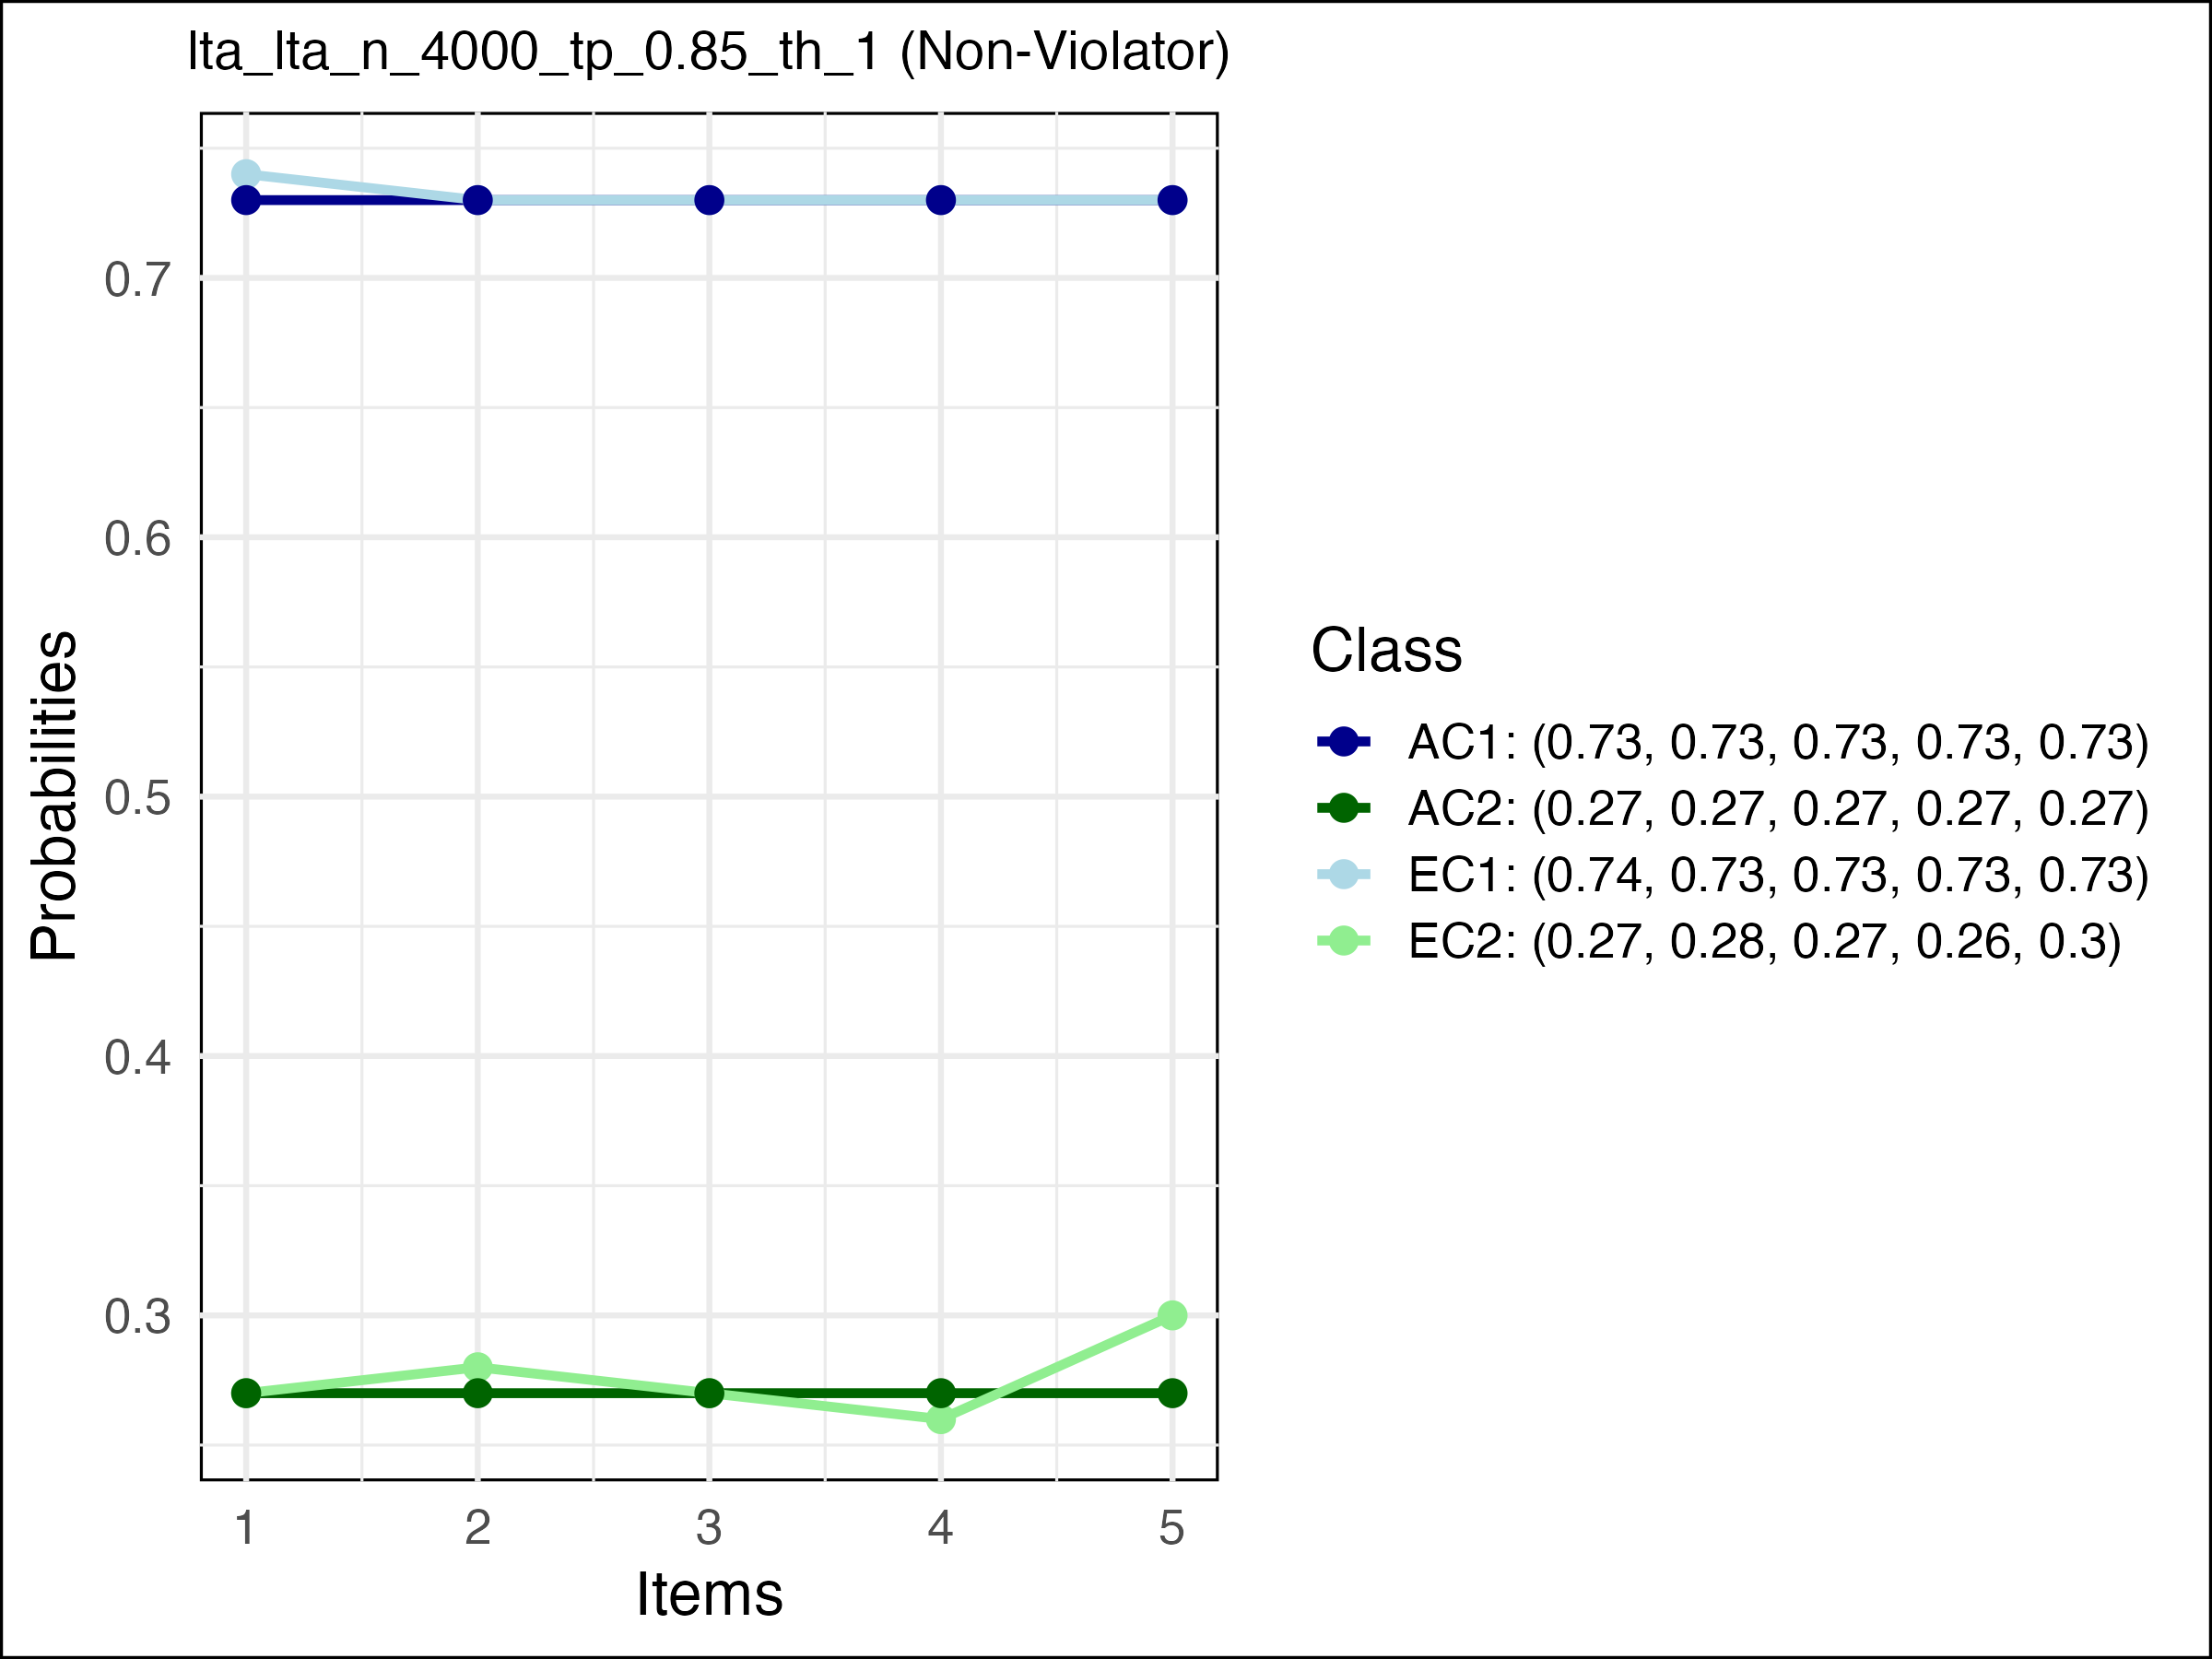 lta_lta_n_4000_tp_0.85_th_1 (Non-Violator)
Probabilities
0.7
0.6
0.5
0.4
0.3
1 2 3 4 5
Items
Class
AC1: (0.73, 0.73, 0.73, 0.73, 0.73)
AC2: (0.27, 0.27, 0.27, 0.27, 0.27)
EC1: (0.74, 0.73, 0.73, 0.73, 0.73)
EC2: (0.27, 0.28, 0.27, 0.26, 0.3)